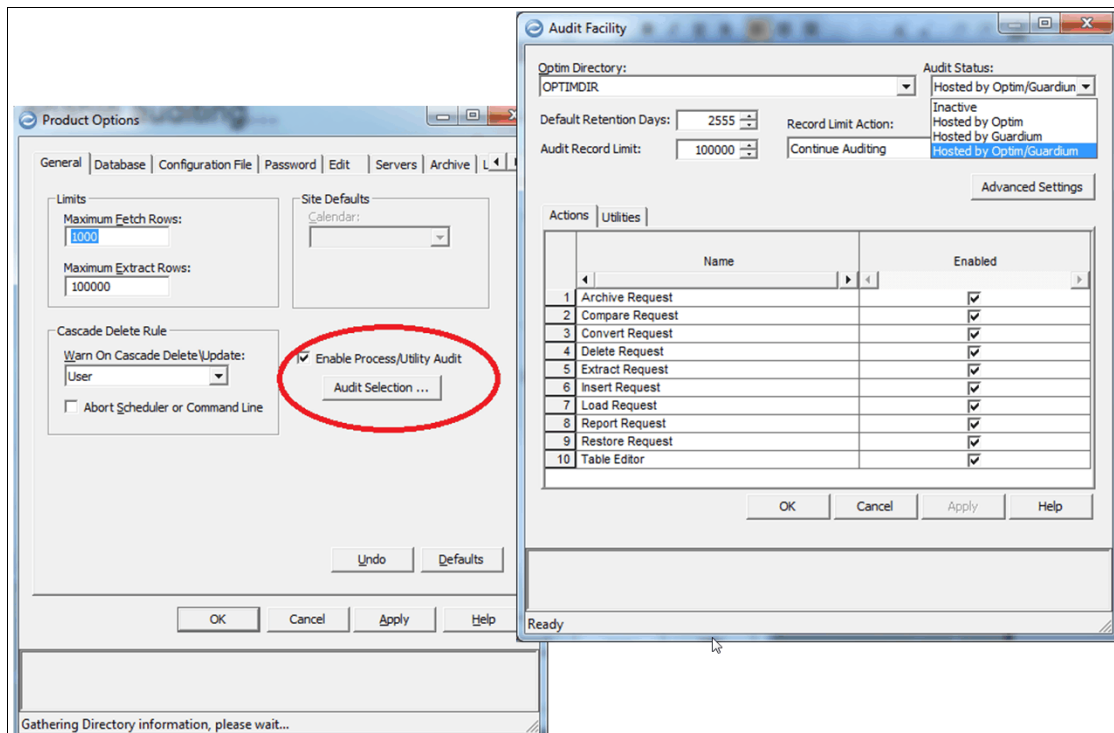 Product Options
General
Database
Configuration File
Password
Edit
Servers
Archive
L
Limits
Maximum Fetch Rows:
1000
Maximum Extract Rows:
100000
Site Defaults
Calendar:
Cascade Delete Rule
Warn On Cascade Delete\Update:
User
Abort Scheduler or Command Line
Enable Process/Utility Audit
Audit Selection ...
Undo
Defaults
OK
Cancel
Apply
Help
Gathering Directory information, please wait...
Audit Facility
Optim Directory:
OPTIMDIR
Audit Status:
Hosted by Optim/Guardiun
Inactive
Hosted by Optim
Hosted by Guardium
Hosted by Optim/Guardium
Default Retention Days:
2555
Audit Record Limit:
100000
Record Limit Action:
Continue Auditing
Advanced Settings
Actions
Utilities
Name
Enabled
1 Archive Request
2 Compare Request
3 Convert Request
4 Delete Request
5 Extract Request
6 Insert Request
7 Load Request
8 Report Request
9 Restore Request
10 Table Editor
OK
Cancel
Apply
Help
Ready